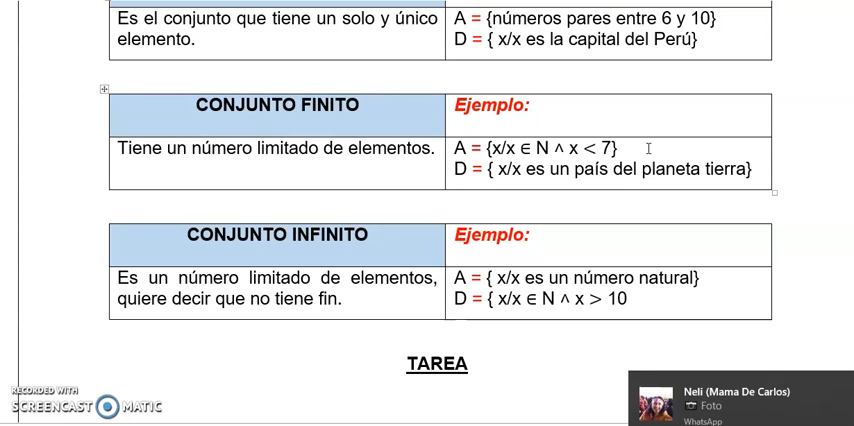 Es el conjunto que tiene un solo y único
elemento.
A = {números pares entre 6 y 10}
D = { x/x es la capital del Perú}
CONJUNTO FINITO
Ejemplo:
Tiene un número limitado de elementos.
A = {x/x ∈ N ∧ x < 7}
D = { x/x es un país del planeta tierra}
CONJUNTO INFINITO
Ejemplo:
Es un número limitado de elementos,
quiere decir que no tiene fin.
A = { x/x es un número natural}
D = { x/x ∈ N ∧ x > 10
TAREA
RECORDED WITH
SCREENCAST O MATIC
Neli (Mama De Carlos)
Foto
WhatsApp